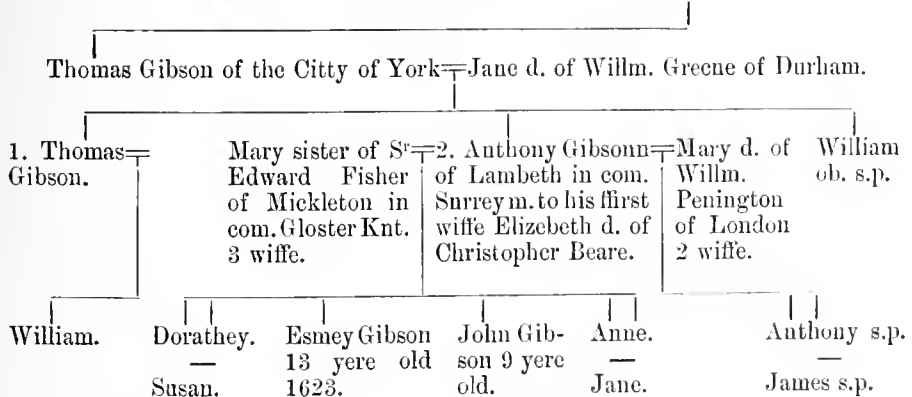 Thomas Gibson of the Citty of York=Jane d. of Willm. Greene of Durham.
1. Thomas=
Gibson.
Mary sister of Sr=
Edward Fisher
of Mickleton in
com. Gloster Knt.
3 wiffe.
2. Anthony Gibsonn=
of Lambeth in com.
Surrey m. to his ffirst
wiffe Elizebeth d. of
Christopher Beare.
Mary d. of
Willm.
Penington
of London
2 wiffe.
William
ob. s.p.
William.
Dorathey.
—
Susan.
Esmey Gibson
13 yere old
1623.
John Gib-
son 9 yere
old.
Anne.
—
Jane.
Anthony s.p.
—
James s.p.